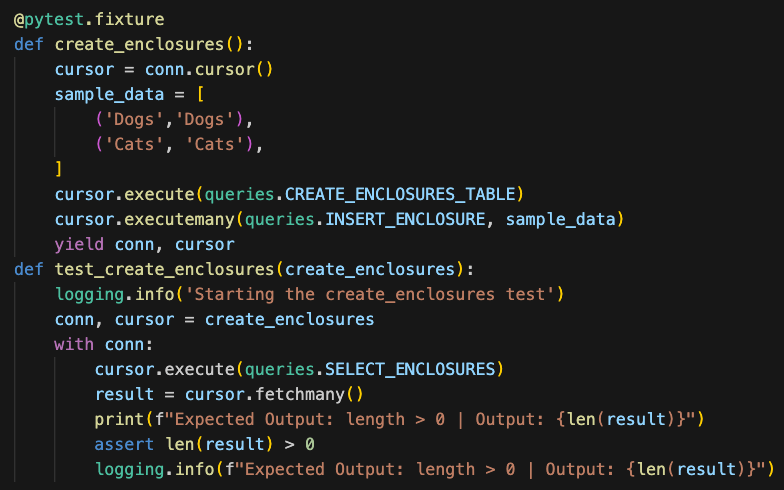 @pytest.fixture
def create_enclosures():
    cursor = conn.cursor()
    sample_data = [
        ('Dogs','Dogs'),
        ('Cats', 'Cats'),
    ]
    cursor.execute(queries.CREATE_ENCLOSURES_TABLE)
    cursor.executemany(queries.INSERT_ENCLOSURE, sample_data)
    yield conn, cursor
def test_create_enclosures(create_enclosures):
    logging.info('Starting the create_enclosures test')
    conn, cursor = create_enclosures
    with conn:
        cursor.execute(queries.SELECT_ENCLOSURES)
        result = cursor.fetchmany()
        print(f"Expected Output: length > 0 | Output: {len(result)}")
        assert len(result) > 0
        logging.info(f"Expected Output: length > 0 | Output: {len(result)}")